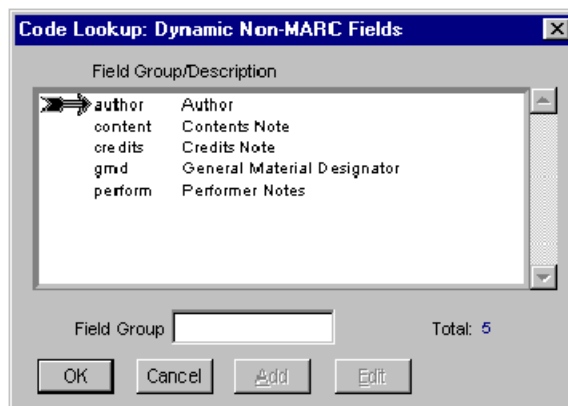 Code Lookup: Dynamic Non-MARC Fields
Field Group/Description
author Author
content Contents Note
credits Credits Note
gmd General Material Designator
perform Performer Notes
Field Group Total: 5
OK Cancel Add Edit